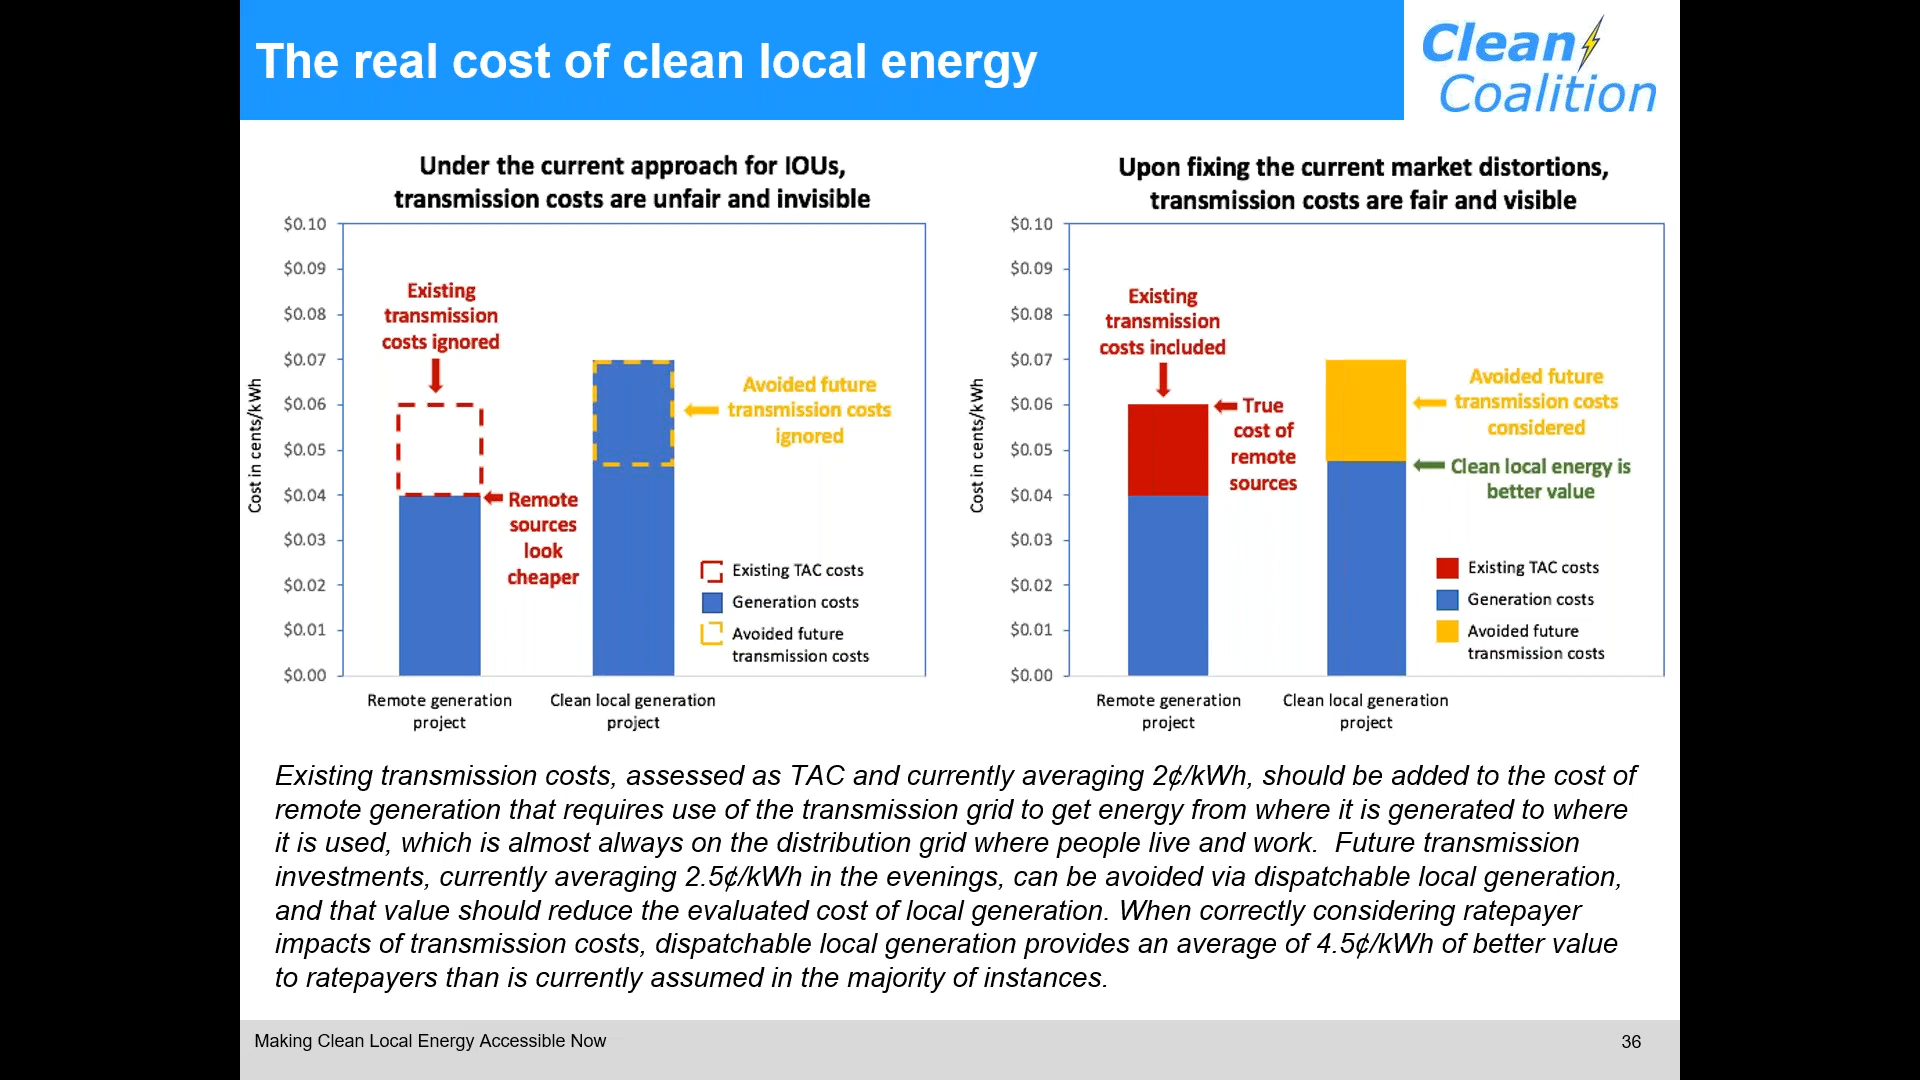 The real cost of clean local energy
Clean
Coalition
Under the current approach for IOUs,
transmission costs are unfair and invisible
$0.10
$0.09
$0.08
$0.07
$0.06
$0.05
$0.04
$0.03
$0.02
$0.01
$0.00
Cost in cents/kWh
Existing
transmission
costs ignored
Remote
sources
look
cheaper
Avoided future
transmission costs
ignored
Existing TAC costs
Generation costs
Avoided future
transmission costs
Remote generation
project
Clean local generation
project
Upon fixing the current market distortions,
transmission costs are fair and visible
$0.10
$0.09
$0.08
$0.07
$0.06
$0.05
$0.04
$0.03
$0.02
$0.01
$0.00
Cost in cents/kWh
Existing
transmission
costs included
True
cost of
remote
sources
Avoided future
transmission costs
considered
Clean local energy is
better value
Existing TAC costs
Generation costs
Avoided future
transmission costs
Remote generation
project
Clean local generation
project
Existing transmission costs, assessed as TAC and currently averaging 2¢/kWh, should be added to the cost of
remote generation that requires use of the transmission grid to get energy from where it is generated to where
it is used, which is almost always on the distribution grid where people live and work.  Future transmission
investments, currently averaging 2.5¢/kWh in the evenings, can be avoided via dispatchable local generation,
and that value should reduce the evaluated cost of local generation. When correctly considering ratepayer
impacts of transmission costs, dispatchable local generation provides an average of 4.5¢/kWh of better value
to ratepayers than is currently assumed in the majority of instances.
Making Clean Local Energy Accessible Now
36